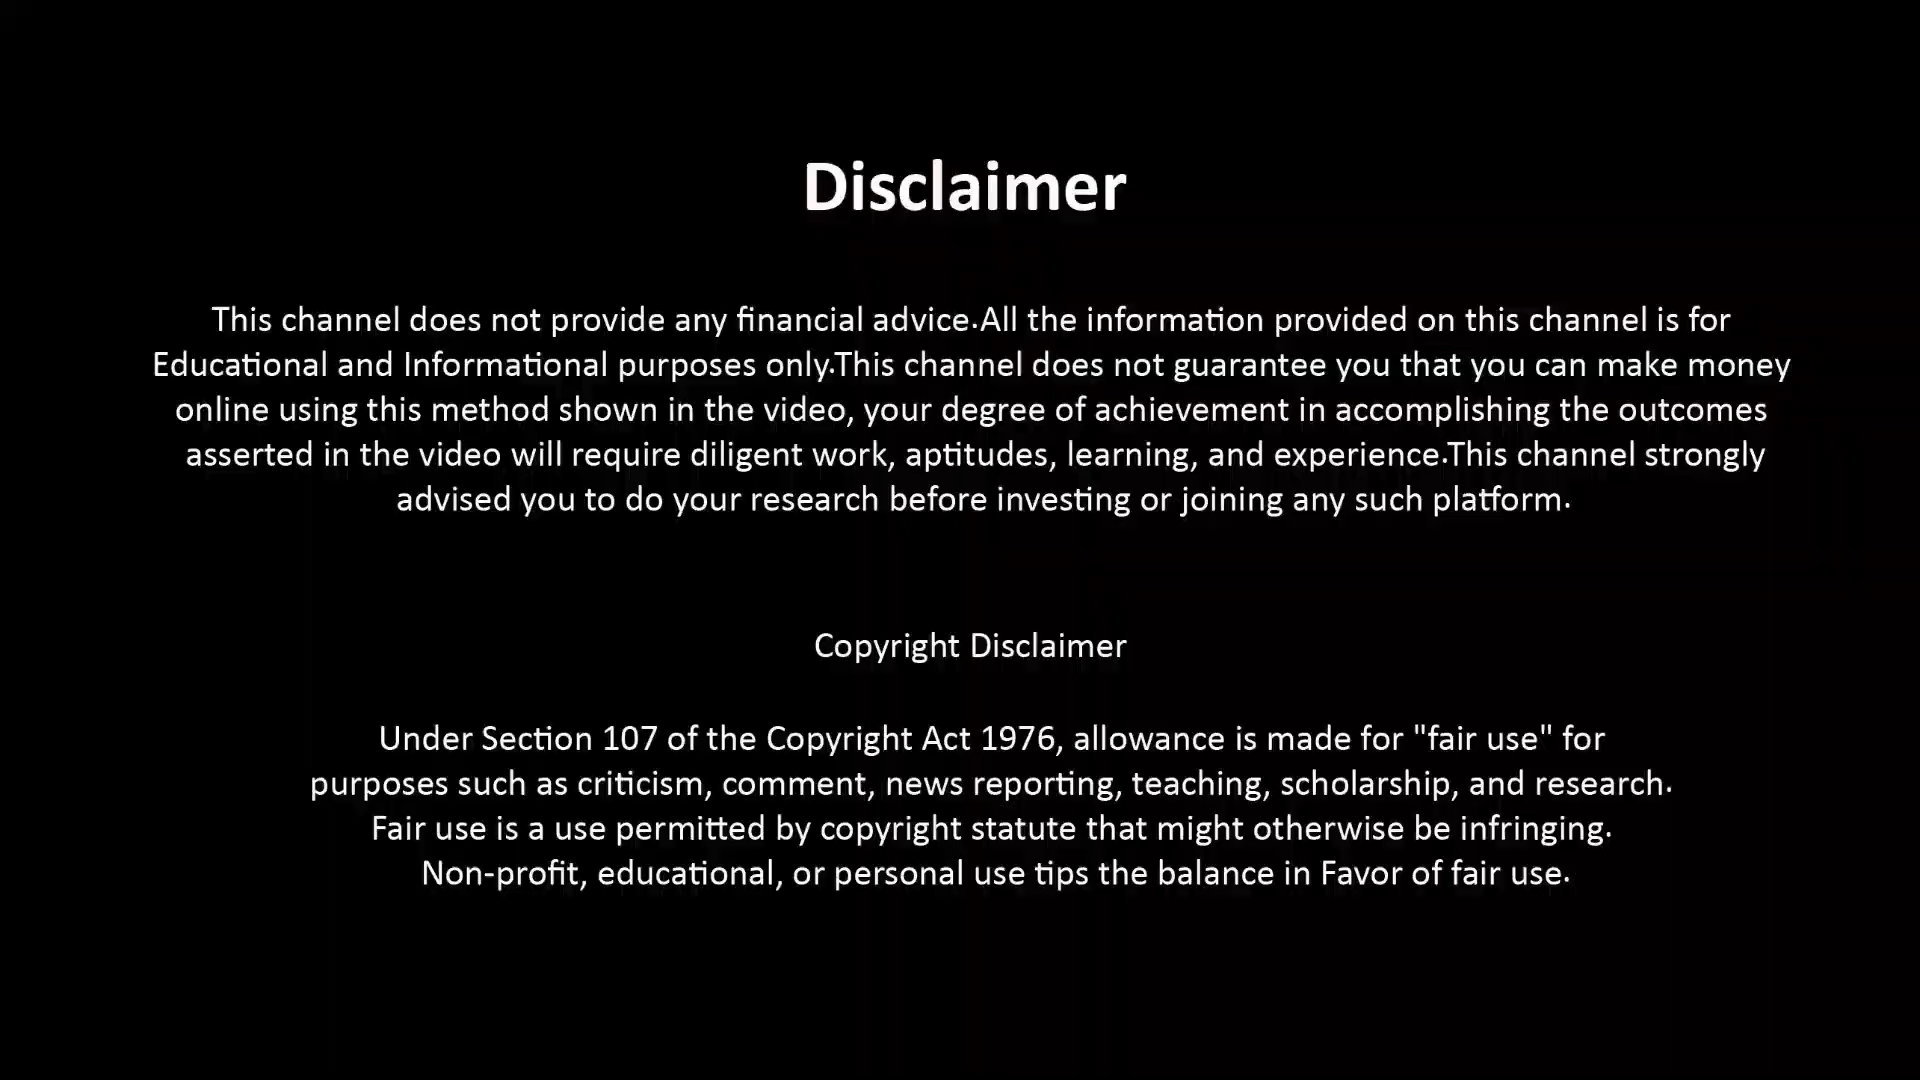 Disclaimer
This channel does not provide any financial advice.All the information provided on this channel is for
Educational and Informational purposes only.This channel does not guarantee you that you can make money
online using this method shown in the video, your degree of achievement in accomplishing the outcomes
asserted in the video will require diligent work, aptitudes, learning, and experience.This channel strongly
advised you to do your research before investing or joining any such platform.
Copyright Disclaimer
Under Section 107 of the Copyright Act 1976, allowance is made for "fair use" for
purposes such as criticism, comment, news reporting, teaching, scholarship, and research.
Fair use is a use permitted by copyright statute that might otherwise be infringing.
Non-profit, educational, or personal use tips the balance in Favor of fair use.